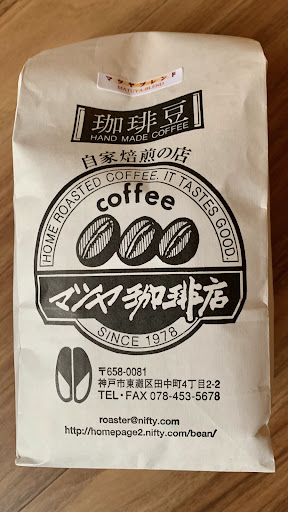 マツヤブレンド
MATUYA-BLEND
珈琲豆
HAND MADE COFFEE
自家焙煎の店
HOME ROASTED COFFEE. IT TASTES GOOD.
coffee
マツヤ珈琲店
SINCE 1978
〒658-0081
神戸市東灘区田中町4丁目2-2
TEL・FAX 078-453-5678
roaster@nifty.com
http://homepage2.nifty.com/bean/